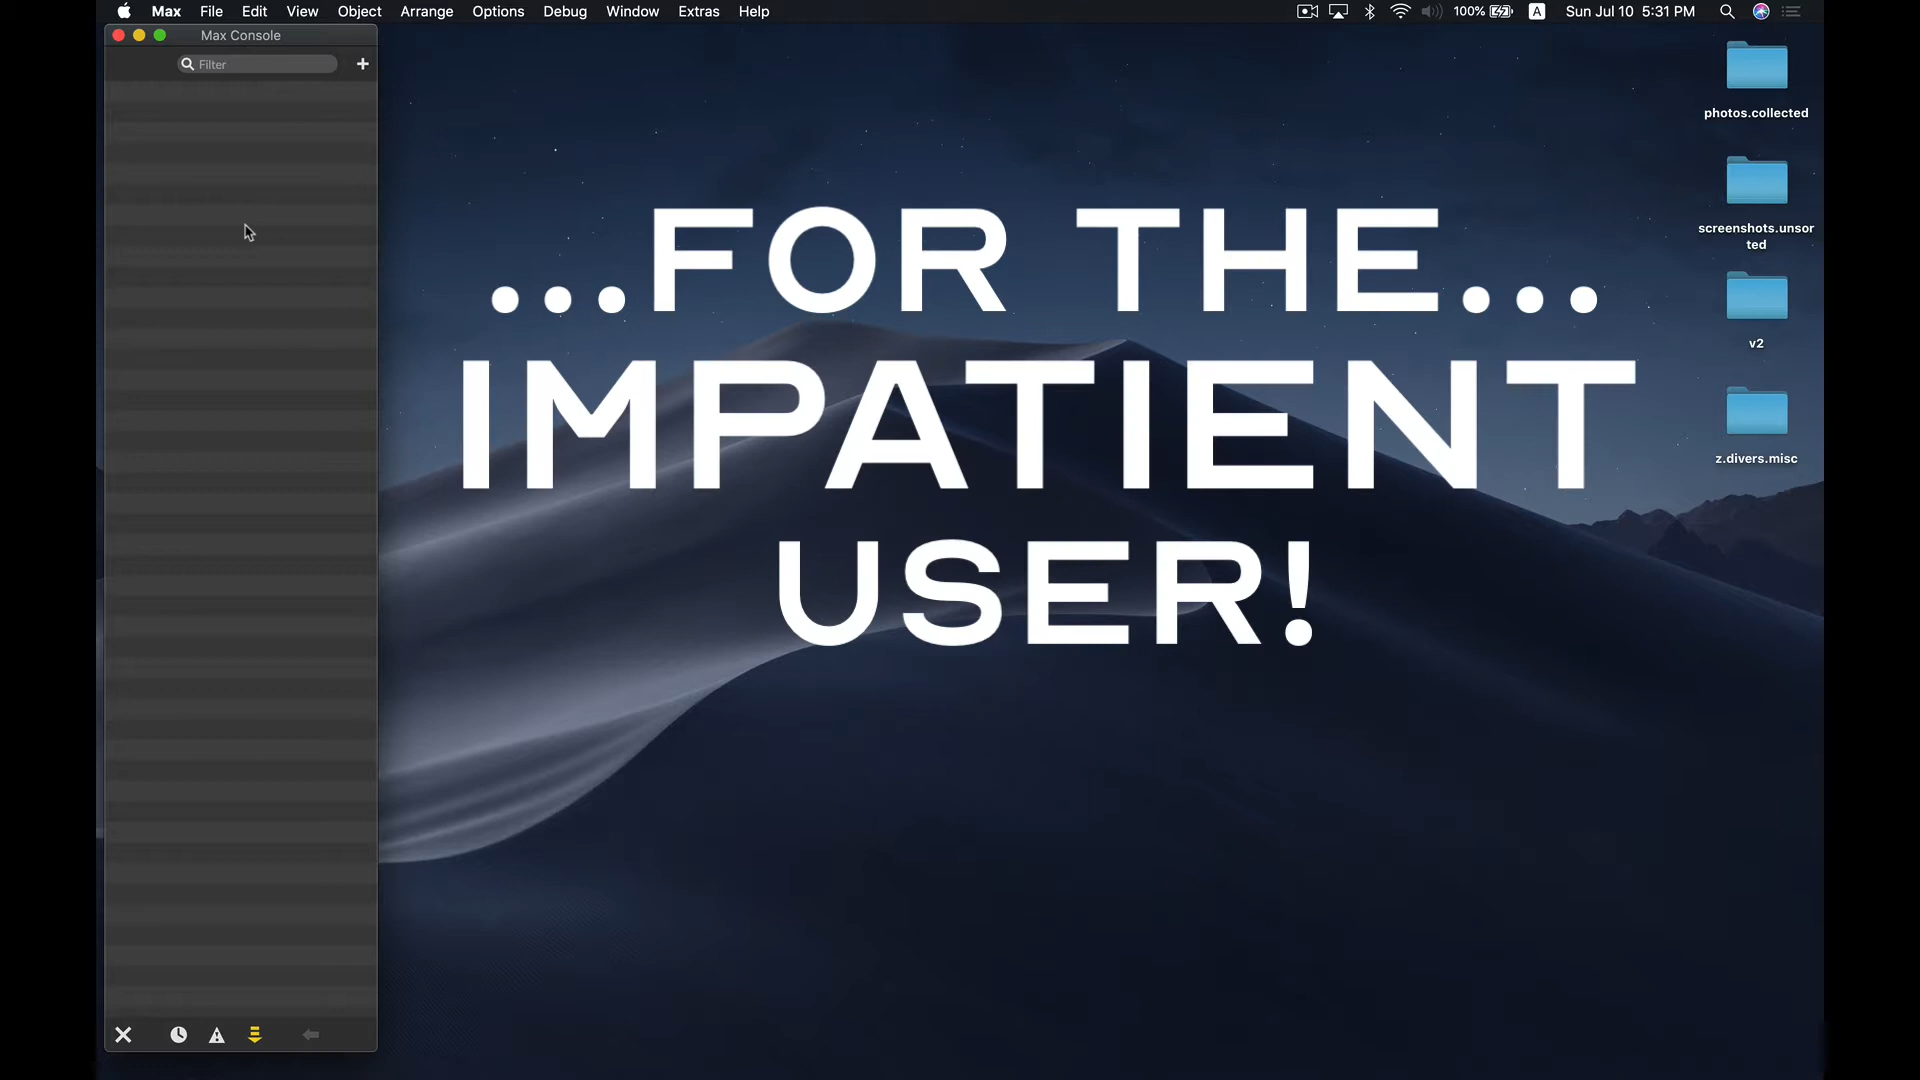 Max File Edit View Object Arrange Options Debug Window Extras Help 100% A Sun Jul 10 5:31 PM
Max Console
Filter
photos.collected
screenshots.unsor
ted
v2
z.divers.misc
...FOR THE...
IMPATIENT
USER!